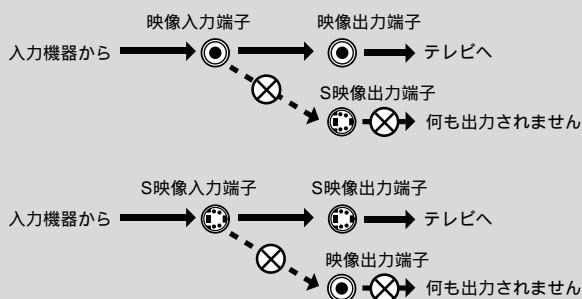 映像入力端子 映像出力端子
入力機器から テレビへ
S映像出力端子
何も出力されません
S映像入力端子 S映像出力端子
入力機器から テレビへ
映像出力端子
何も出力されません